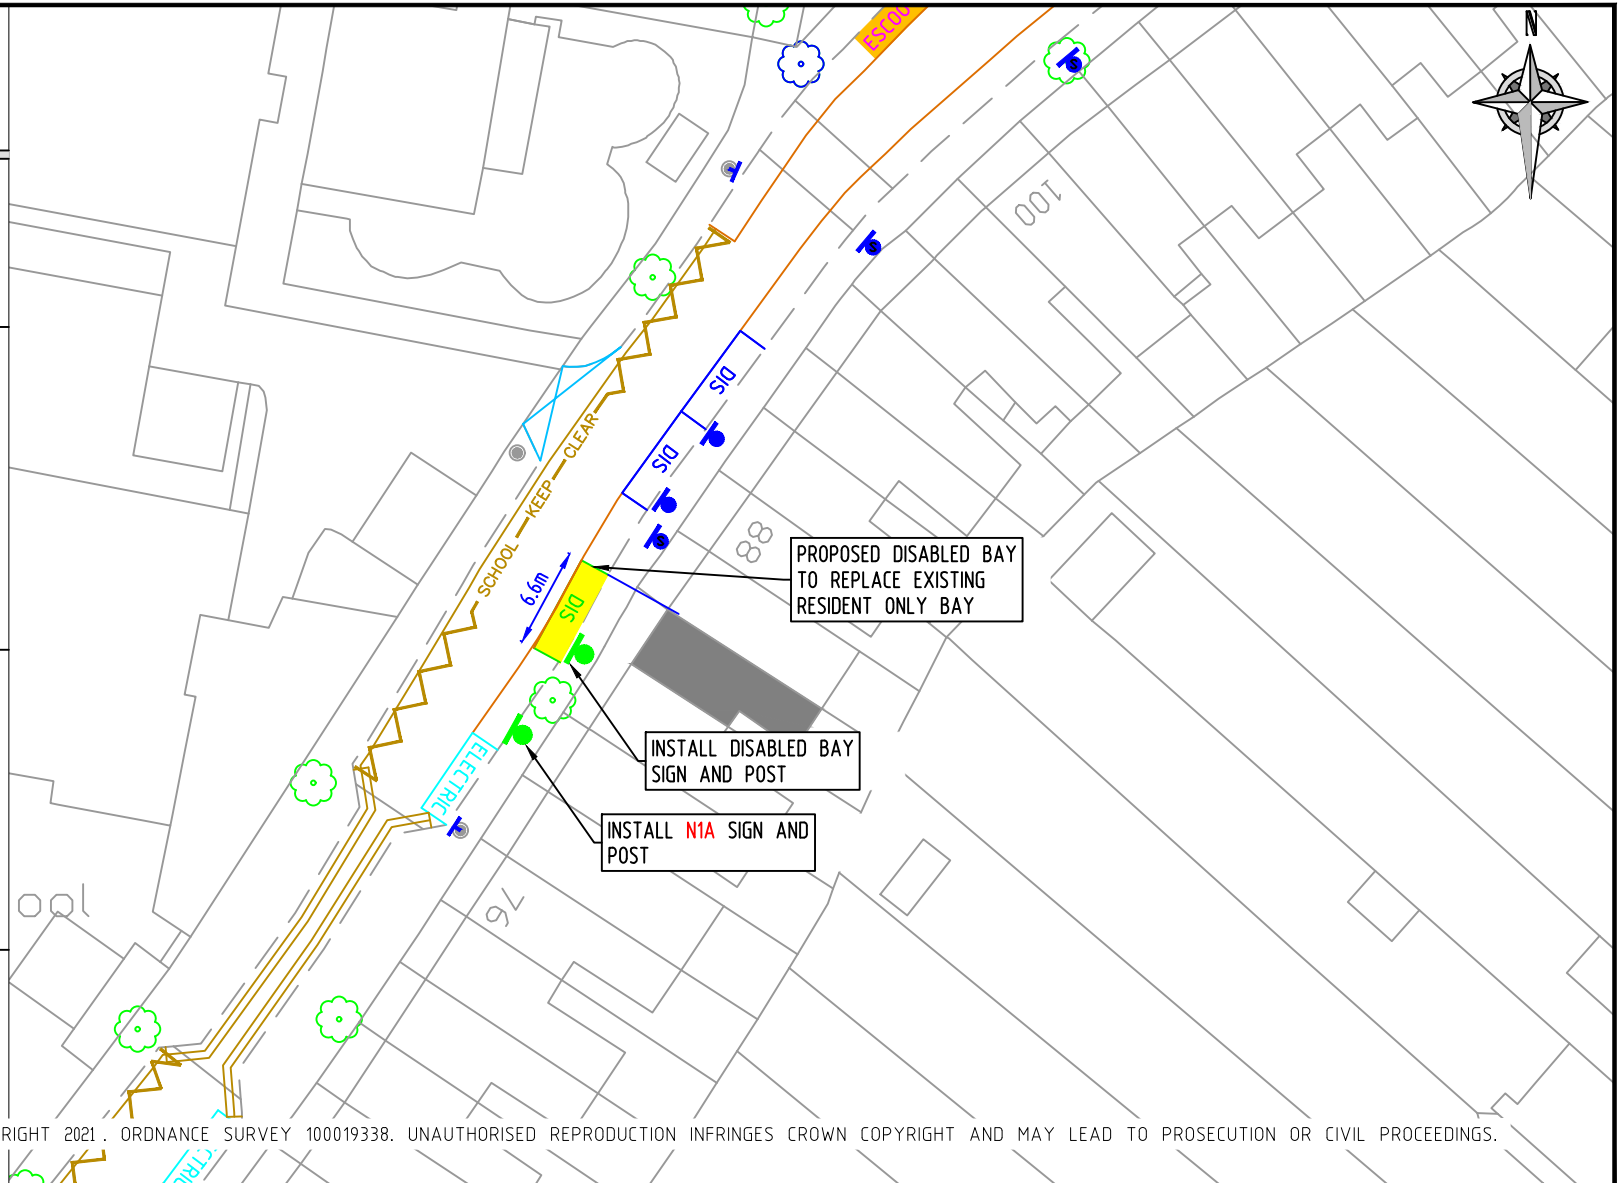 ESCOO
N
100
DIS
DIS
SCHOOL KEEP CLEAR
88
PROPOSED DISABLED BAY
TO REPLACE EXISTING
RESIDENT ONLY BAY
6.6m
DIS
INSTALL DISABLED BAY
SIGN AND POST
ELECTRIC
INSTALL N1A SIGN AND
POST
76
RIGHT 2021. ORDNANCE SURVEY 100019338. UNAUTHORISED REPRODUCTION INFRINGES CROWN COPYRIGHT AND MAY LEAD TO PROSECUTION OR CIVIL PROCEEDINGS.
CTRIC
S
S
S